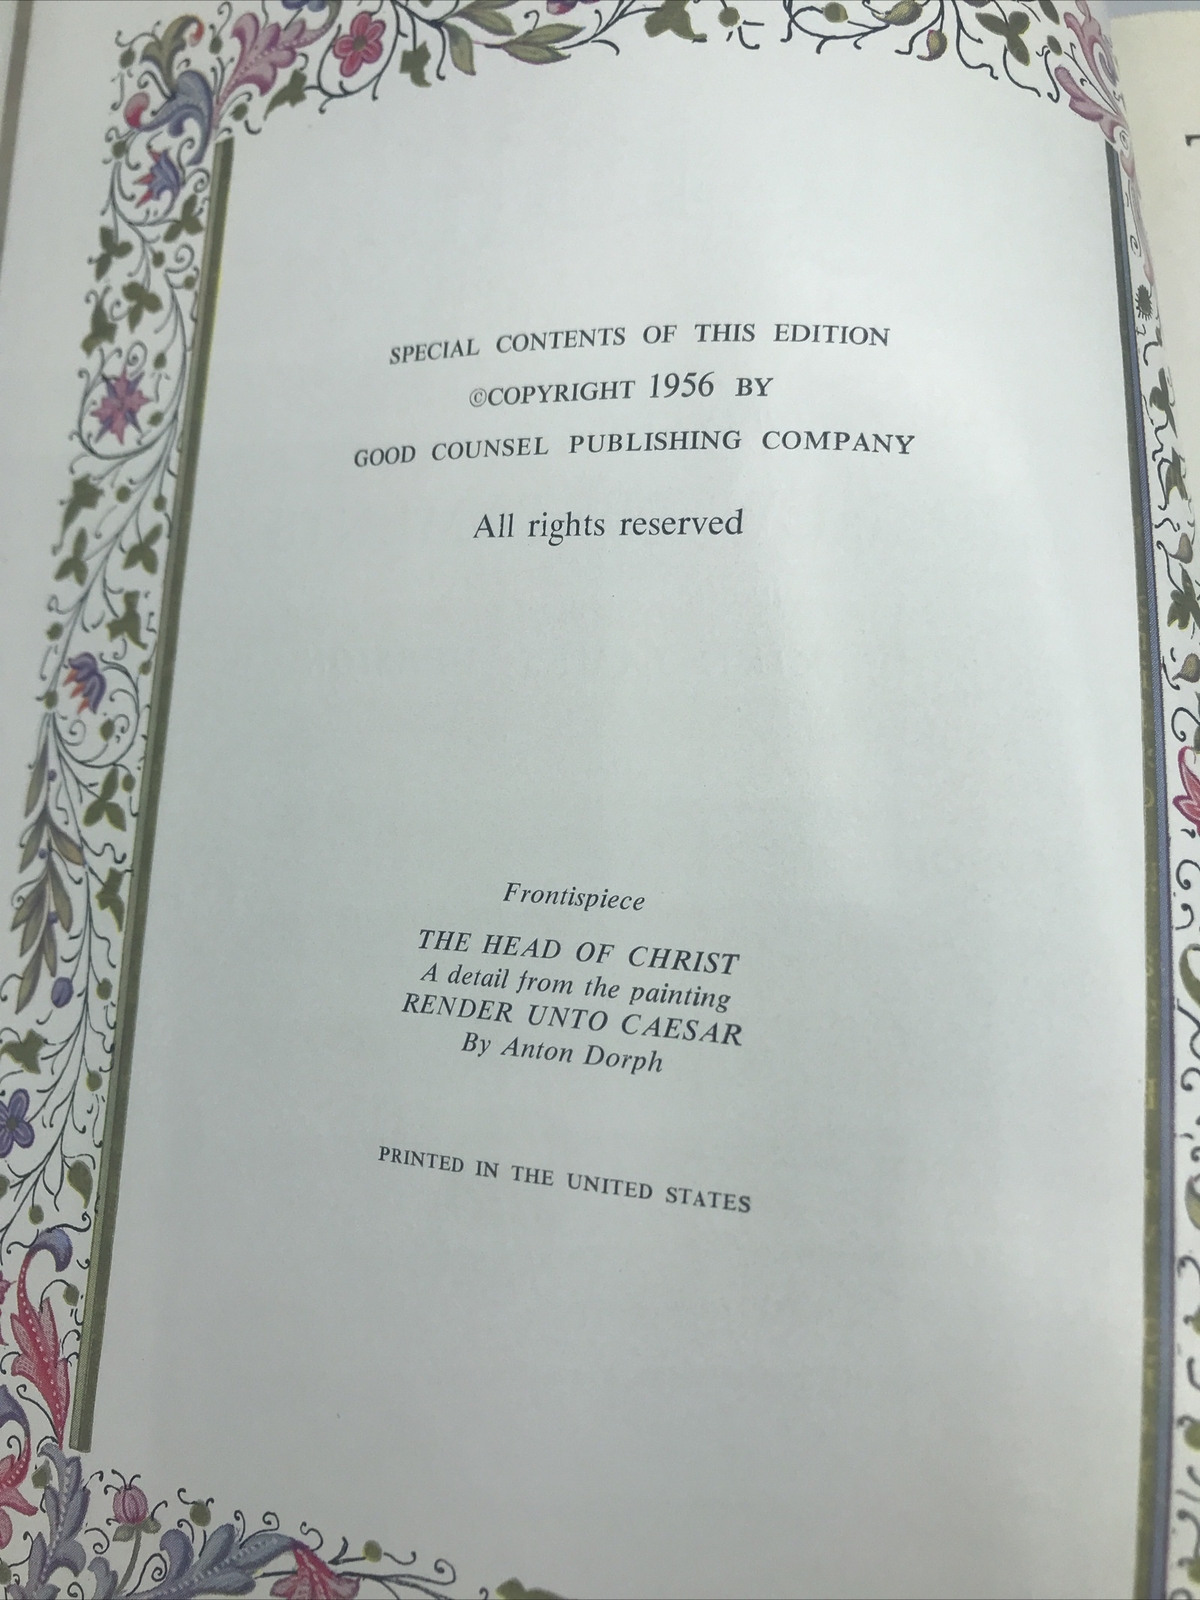 SPECIAL CONTENTS OF THIS EDITION
©COPYRIGHT 1956 BY
GOOD COUNSEL PUBLISHING COMPANY
All rights reserved
Frontispiece
THE HEAD OF CHRIST
A detail from the painting
RENDER UNTO CAESAR
By Anton Dorph
PRINTED IN THE UNITED STATES